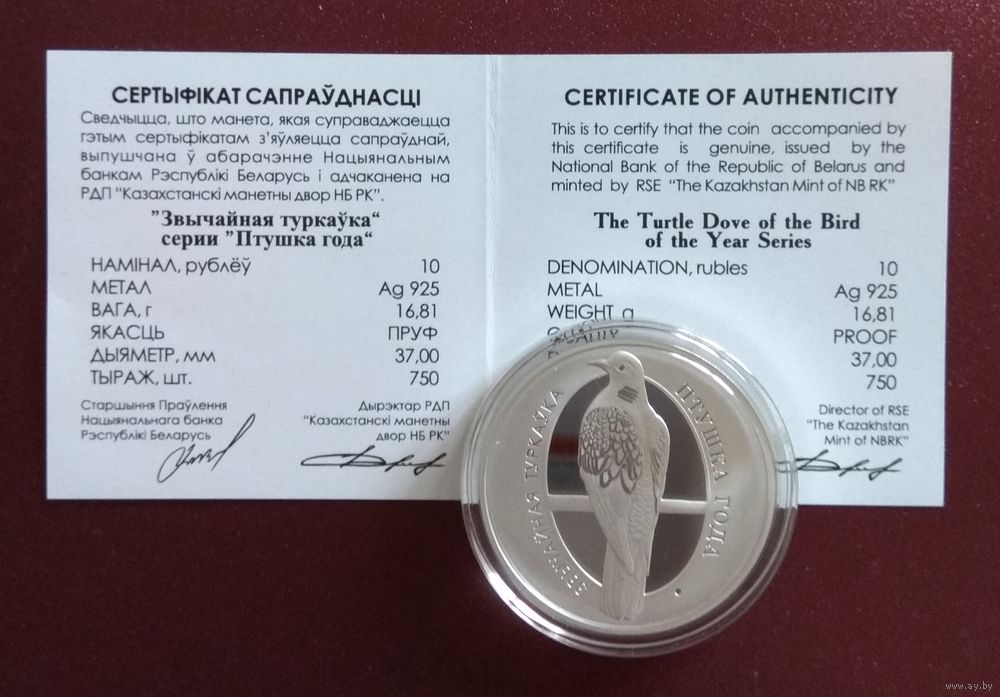 СЕРТЫФІКАТ САПРАЎДНАСЦІ
Сведчыцца, што манета, якая суправаджаецца
гэтым сертыфікатам з'яўляецца сапраўднай,
выпушчана ў абарачэнне Нацыянальным
банкам Рэспублікі Беларусь і адчаканена на
РДП "Казахстанскі манетны двор НБ РК".
"Звычайная туркаўка"
серии "Птушка года"
НАМІНАЛ, рублёў 10
МЕТАЛ Ag 925
ВАГА, г 16,81
ЯКАСЦЬ ПРУФ
ДЫЯМЕТР, мм 37,00
ТЫРАЖ, шт. 750
Старшыня Праўлення
Нацыянальнага банка
Рэспублікі Беларусь
Дырэктар РДП
"Казахстанскі манетны
двор НБ РК"
CERTIFICATE OF AUTHENTICITY
This is to certify that the coin accompanied by
this certificate is genuine, issued by the
National Bank of the Republic of Belarus and
minted by RSE "The Kazakhstan Mint of NB RK"
The Turtle Dove of the Bird
of the Year Series
DENOMINATION, rubles 10
METAL Ag 925
WEIGHT, g 16,81
PROOF
37,00
750
Director of RSE
"The Kazakhstan
Mint of NBRK"
ЗВЫЧАЙНАЯ ТУРКАЎКА
ПТУШКА ГОДА
www.ay.by